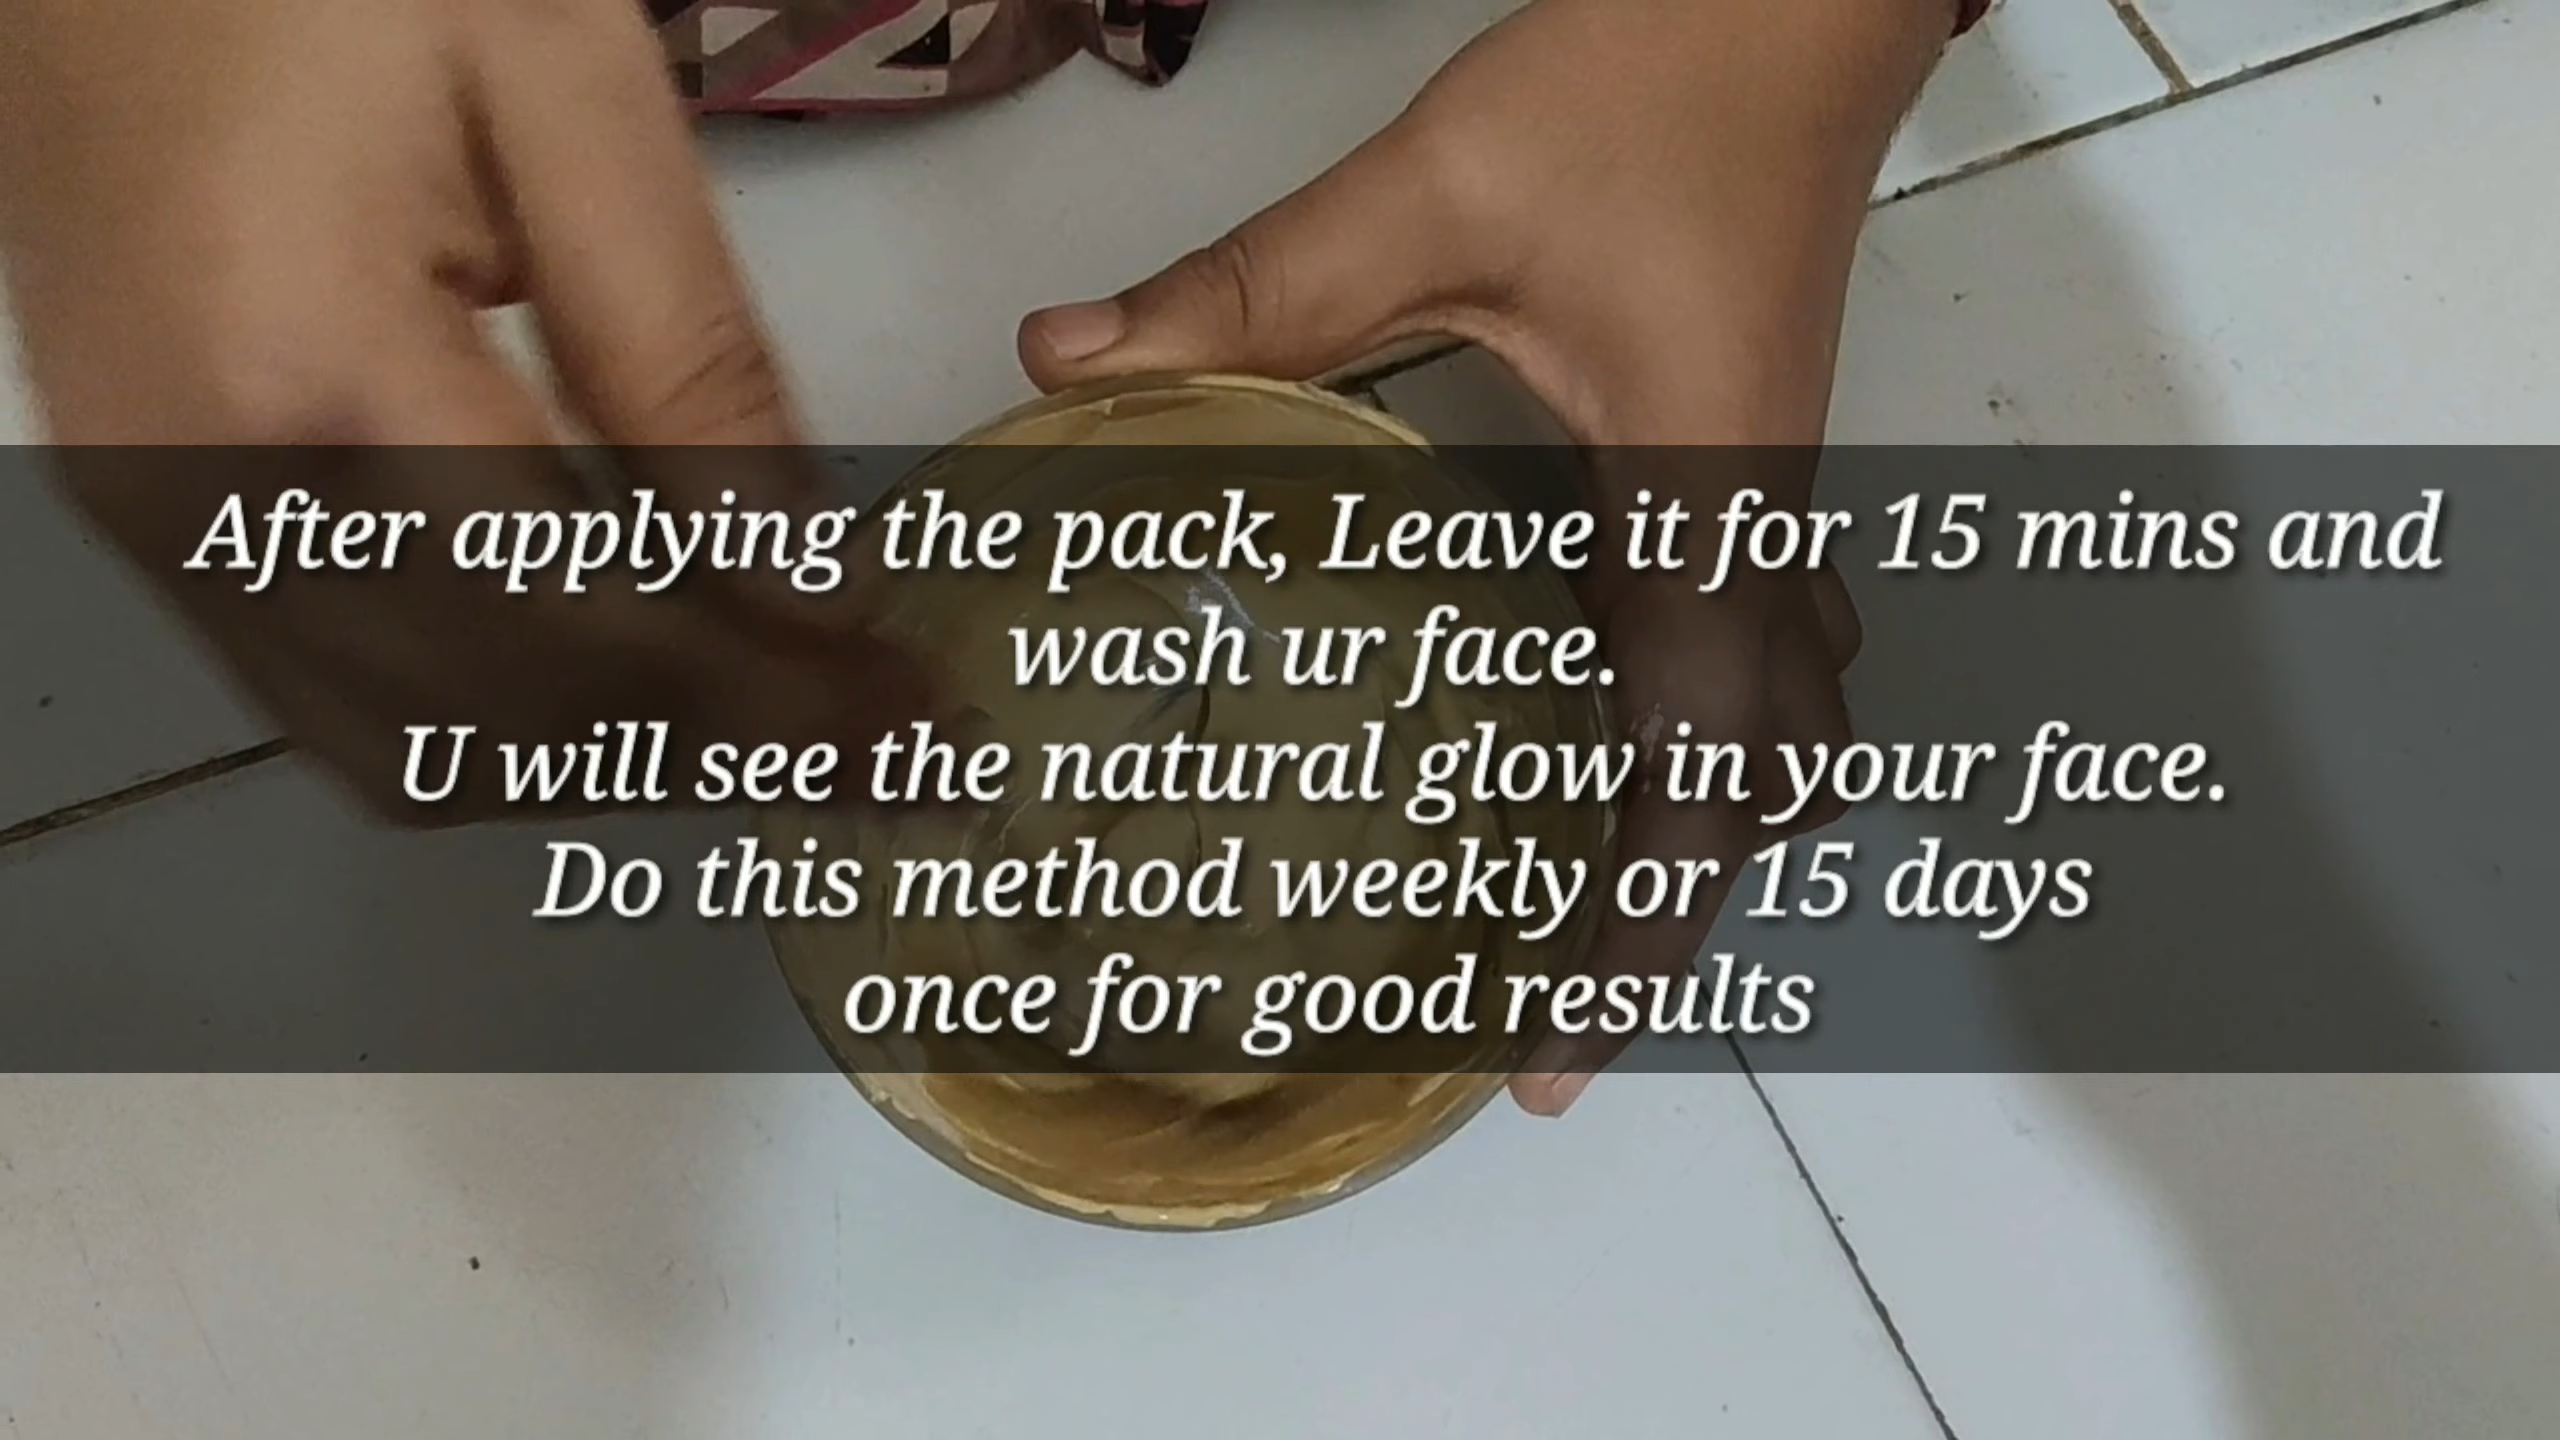 After applying the pack, Leave it for 15 mins and
wash ur face.
U will see the natural glow in your face.
Do this method weekly or 15 days
once for good results